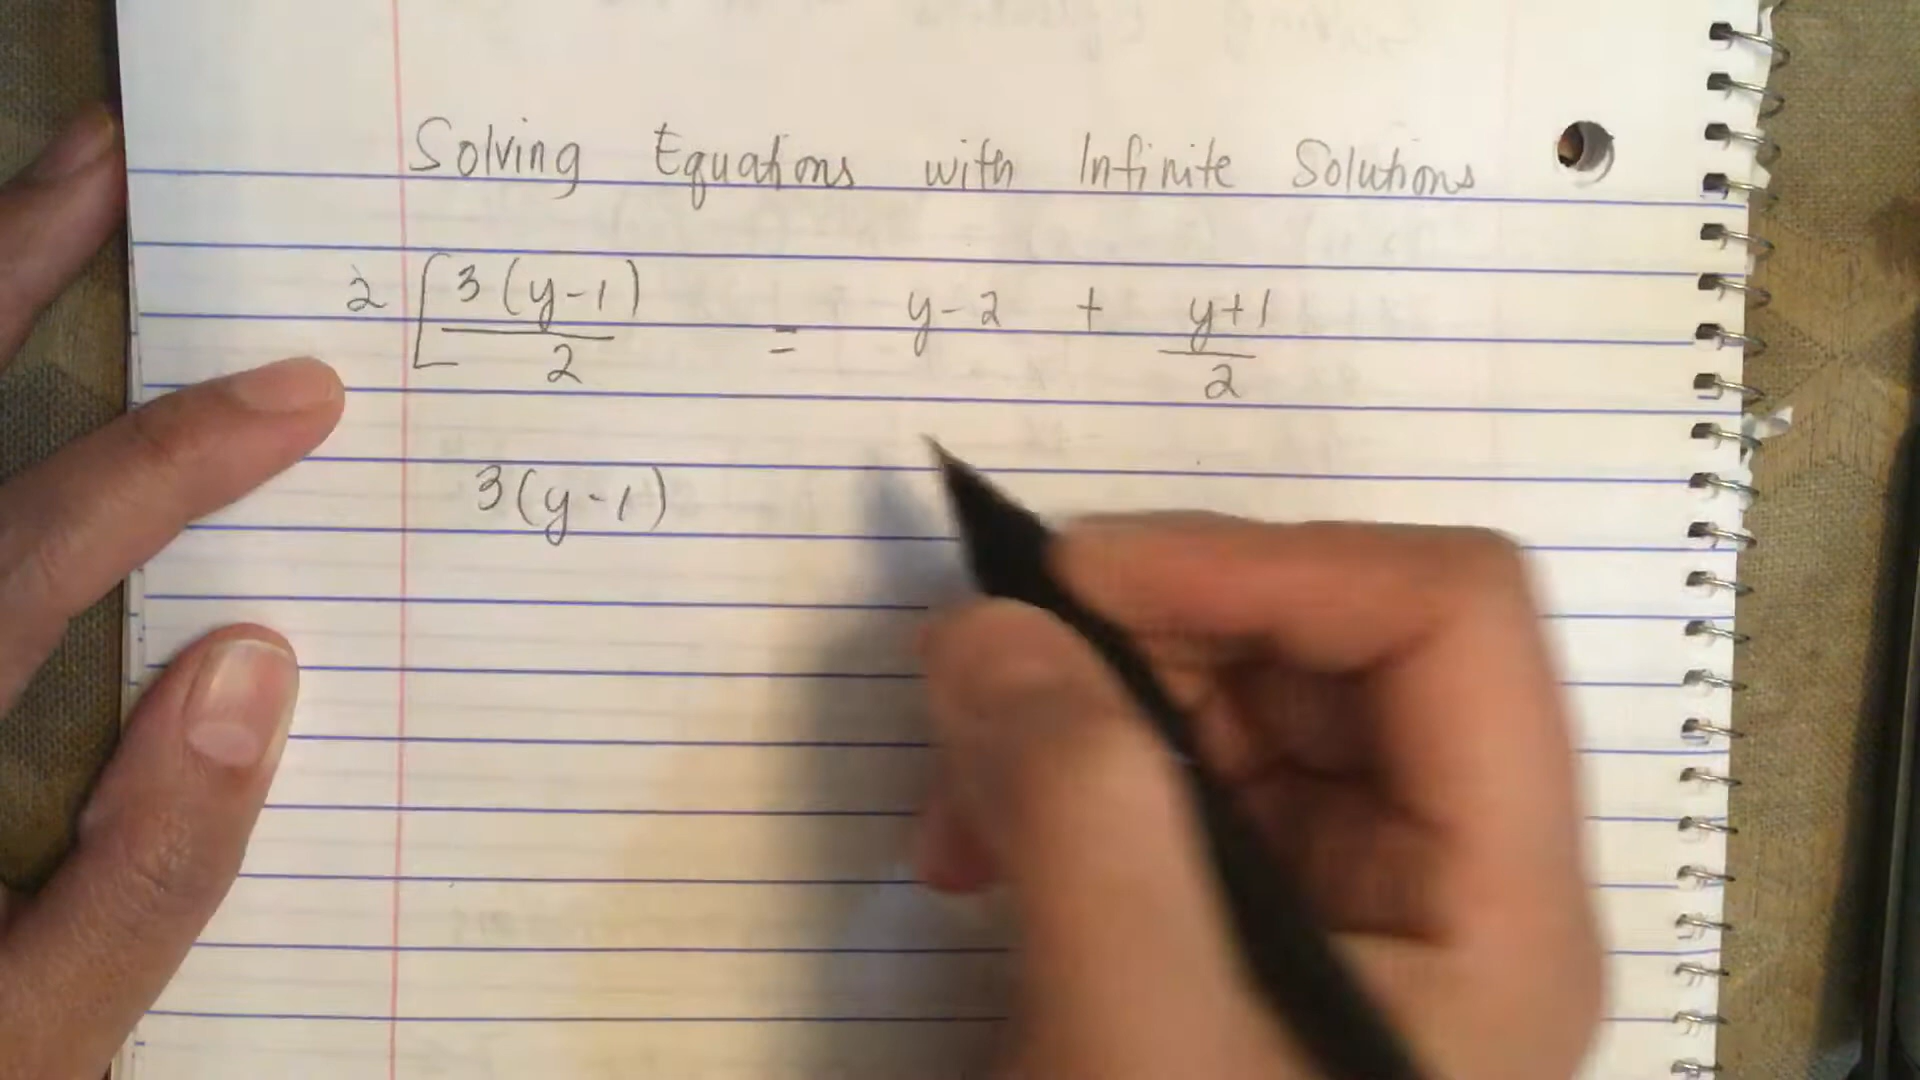 Solving Equations with Infinite Solutions
2 [ 3(y-1)/2 = y-2 + y+1/2
3(y-1)